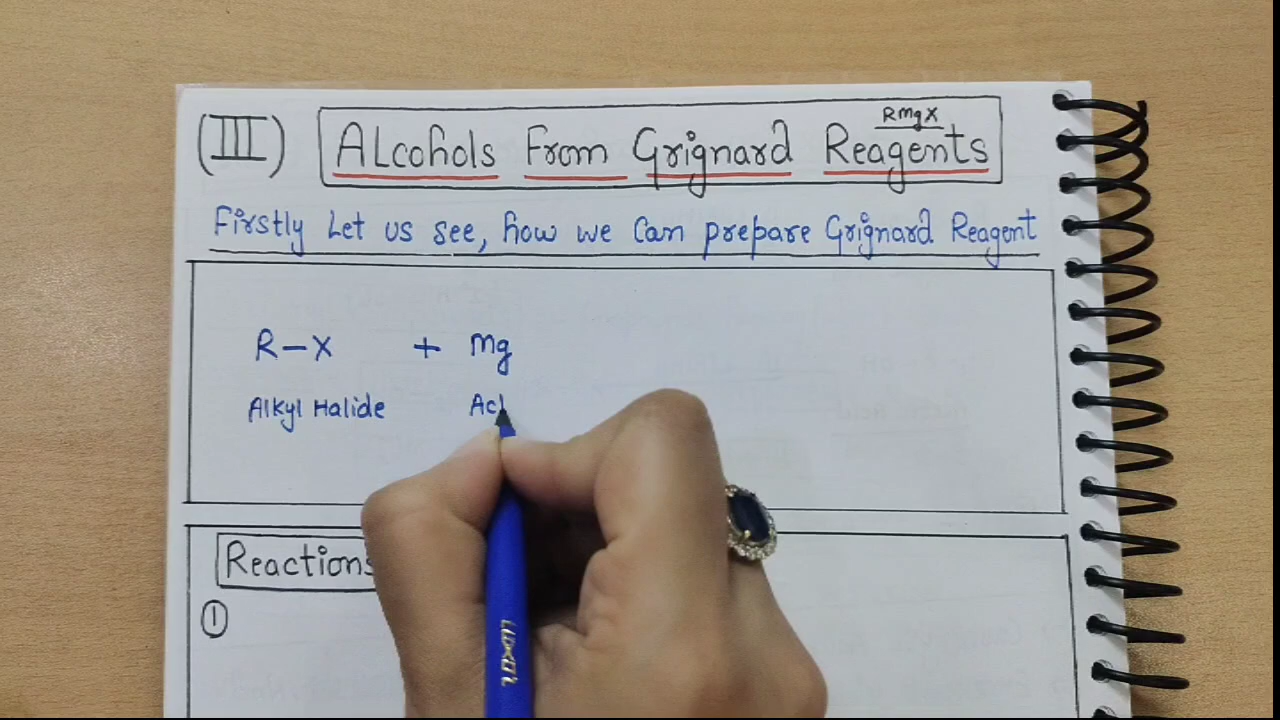 (III) Alcohols From Grignard Reagents
RMgX
Firstly Let us see, how we can prepare Grignard Reagent
R–X + Mg
Alkyl Halide
Reactions
①
LUXOR